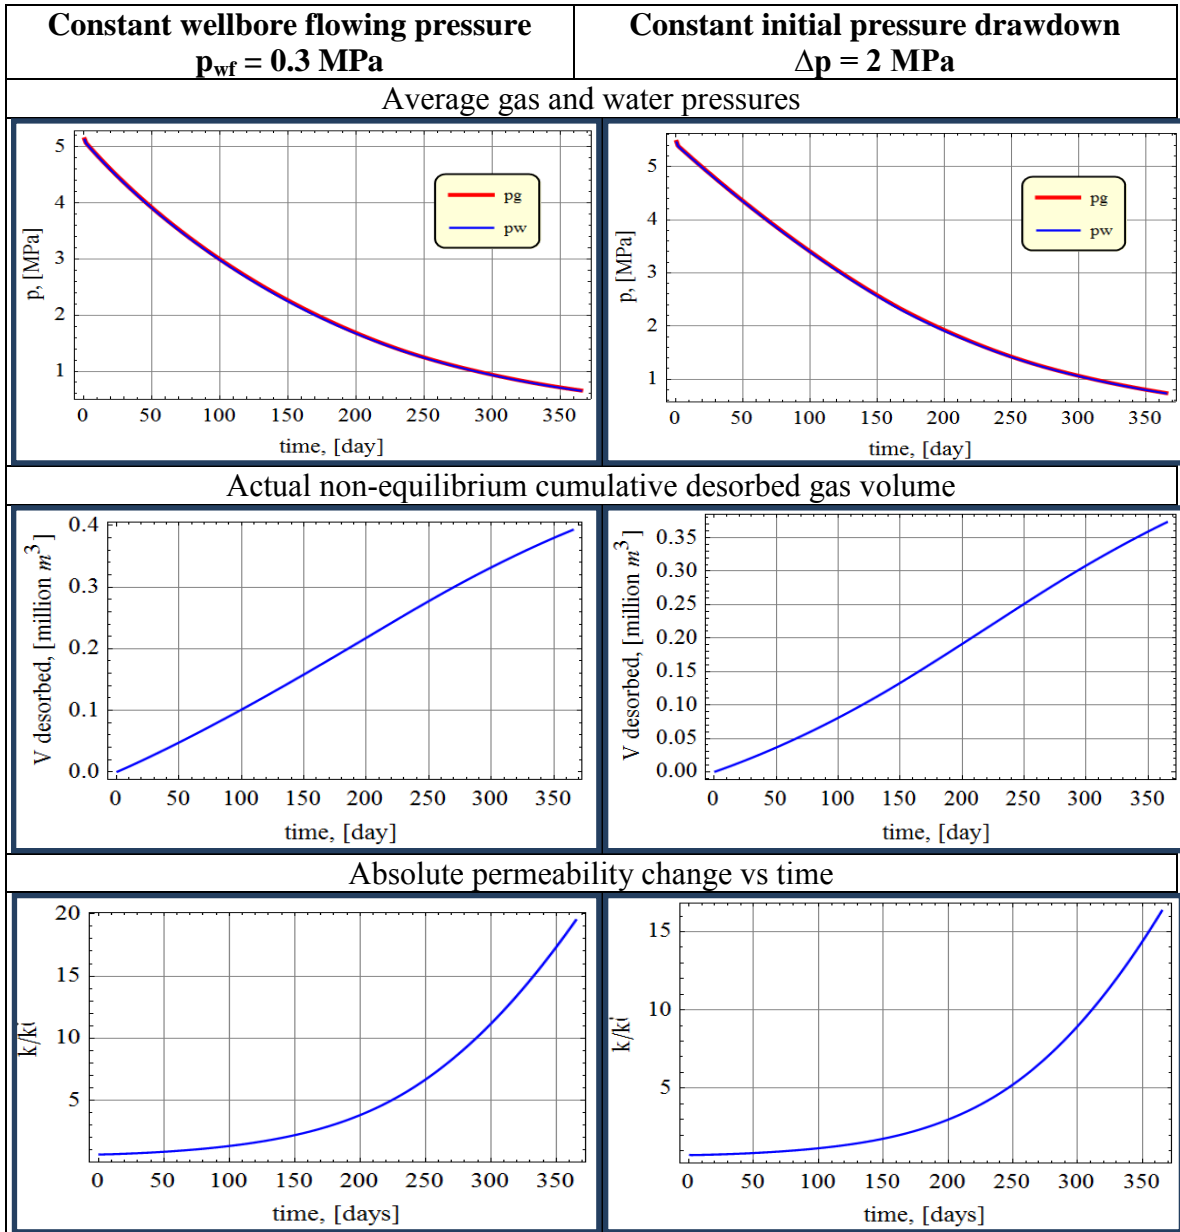 Constant wellbore flowing pressure
p_wf = 0.3 MPa
Constant initial pressure drawdown
Δp = 2 MPa
Average gas and water pressures
5
4
3
2
1
p, [MPa]
pg
pw
0 50 100 150 200 250 300 350
time, [day]
5
4
3
2
1
p, [MPa]
pg
pw
0 50 100 150 200 250 300 350
time, [day]
Actual non-equilibrium cumulative desorbed gas volume
0.4
0.3
0.2
0.1
0.0
V desorbed, [million m³]
0 50 100 150 200 250 300 350
time, [day]
0.35
0.30
0.25
0.20
0.15
0.10
0.05
0.00
V desorbed, [million m³]
0 50 100 150 200 250 300 350
time, [day]
Absolute permeability change vs time
20
15
10
5
k/ki
0 50 100 150 200 250 300 350
time, [days]
15
10
5
k/ki
0 50 100 150 200 250 300 350
time, [days]